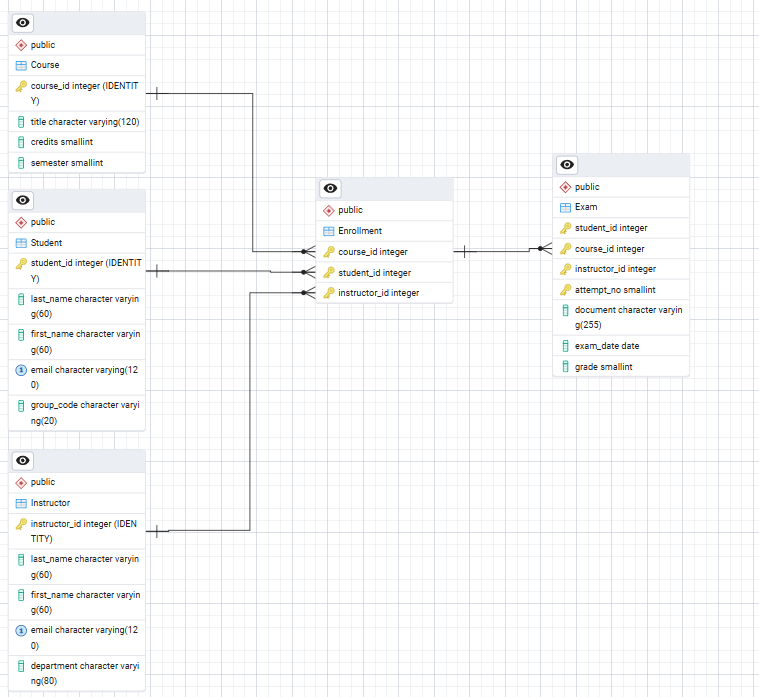 public
Course
course_id integer (IDENTIT
Y)
title character varying(120)
credits smallint
semester smallint
public
Student
student_id integer (IDENTIT
Y)
last_name character varyin
g(60)
first_name character varyin
g(60)
1 email character varying(12
0)
group_code character varyi
ng(20)
public
Instructor
instructor_id integer (IDEN
TITY)
last_name character varyin
g(60)
first_name character varyin
g(60)
1 email character varying(12
0)
department character varyi
ng(80)
public
Enrollment
course_id integer
student_id integer
instructor_id integer
public
Exam
student_id integer
course_id integer
instructor_id integer
attempt_no smallint
document character varyin
g(255)
exam_date date
grade smallint